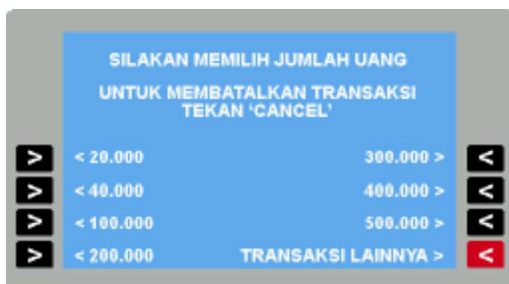 SILAKAN MEMILIH JUMLAH UANG
UNTUK MEMBATALKAN TRANSAKSI
TEKAN 'CANCEL'
> < 20.000 300.000 > <
> < 40.000 400.000 > <
> < 100.000 500.000 > <
> < 200.000 TRANSAKSI LAINNYA > <